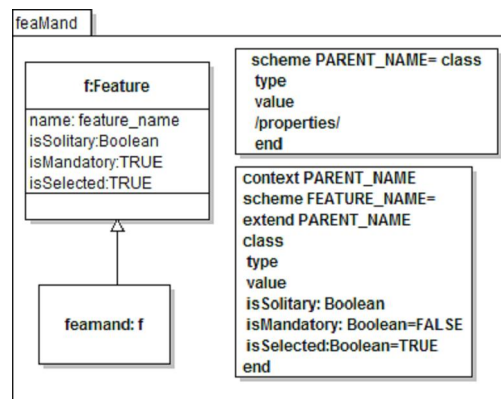 feaMand
f:Feature
name: feature_name
isSolitary:Boolean
isMandatory:TRUE
isSelected:TRUE
feamand: f
scheme PARENT_NAME= class
type
value
/properties/
end
context PARENT_NAME
scheme FEATURE_NAME=
extend PARENT_NAME
class
type
value
isSolitary: Boolean
isMandatory: Boolean=FALSE
isSelected:Boolean=TRUE
end